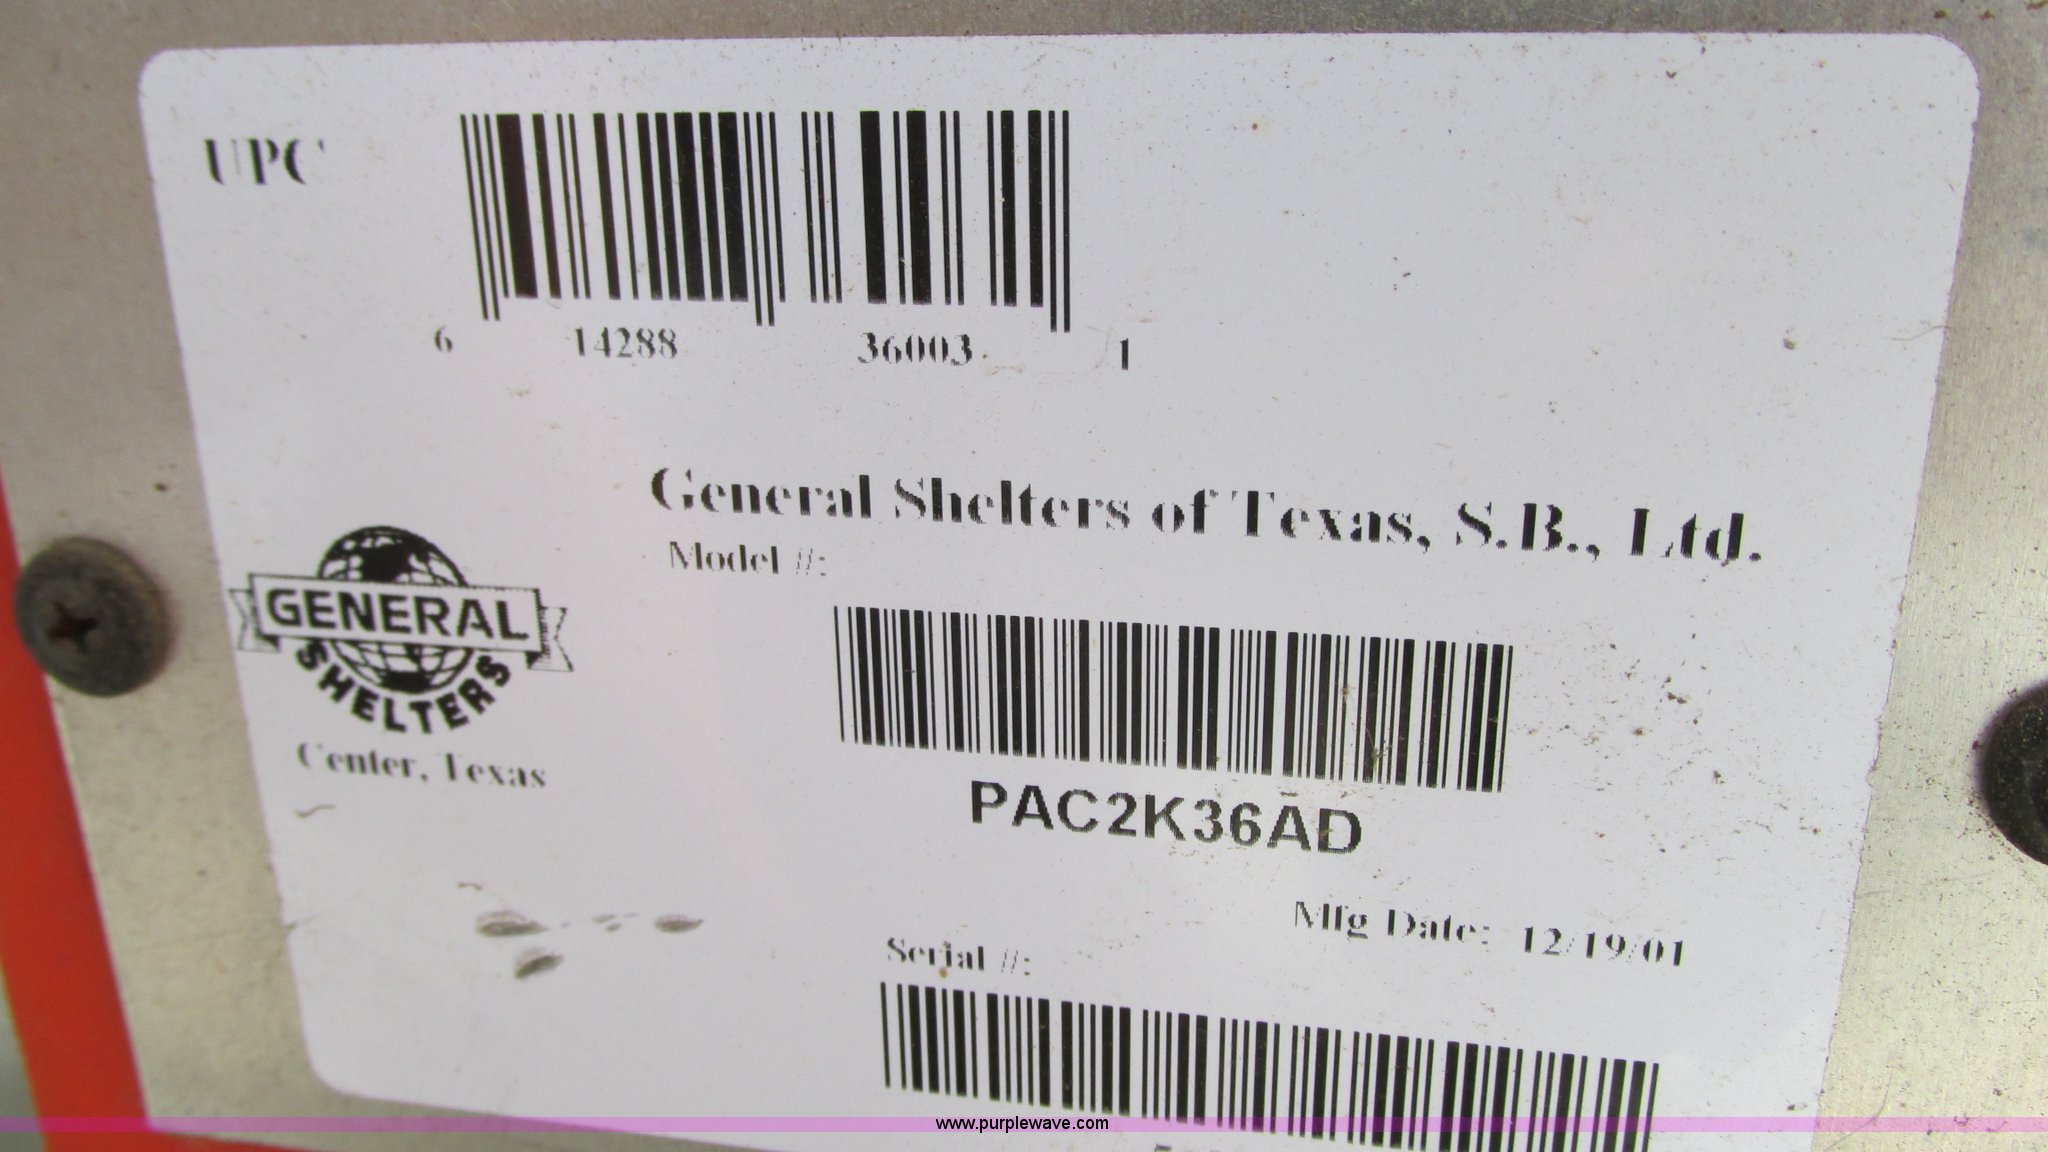 UPC
6 14288 36003 1
General Shelters of Texas, S.B., Ltd.
Model #:
GENERAL
SHELTERS
Center, Texas
PAC2K36AD
Mfg Date: 12/19/01
Serial #:
www.purplewave.com